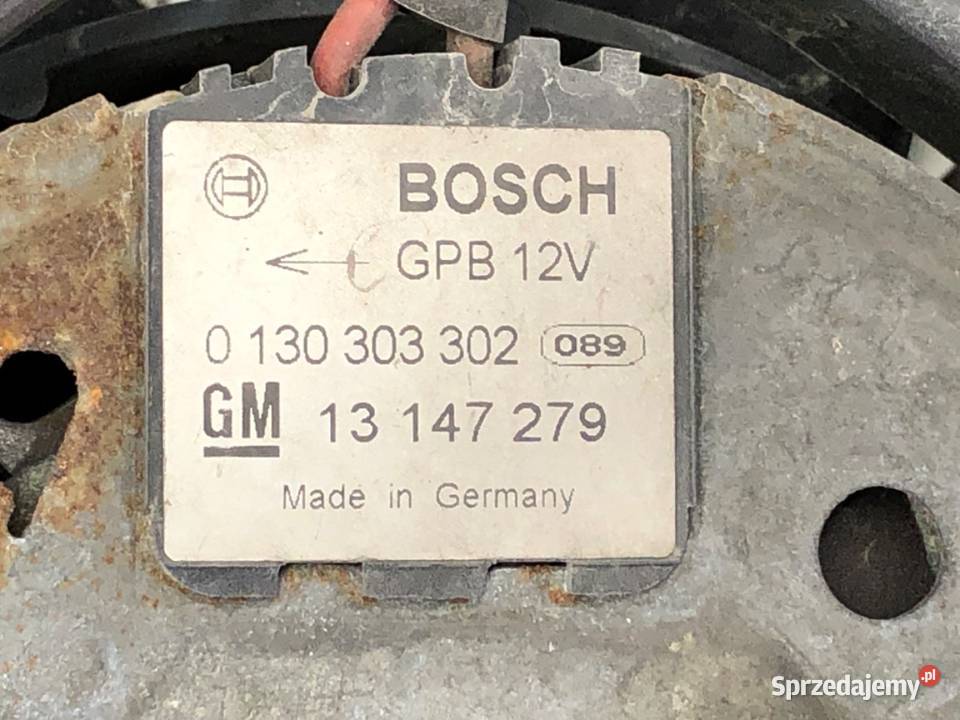 BOSCH
GPB 12V
0 130 303 302 089
GM 13 147 279
Made in Germany
Sprzedajemy.pl